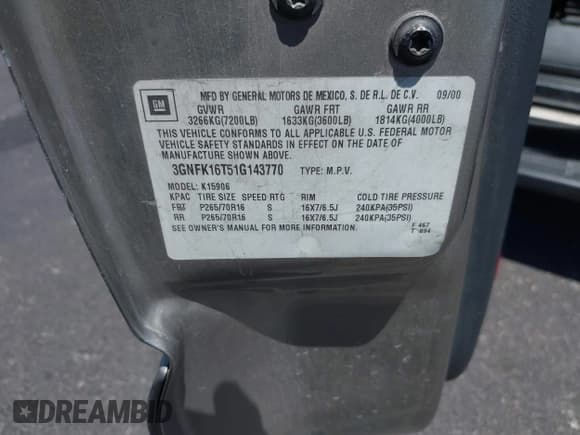 MFD BY GENERAL MOTORS DE MEXICO, S. DE R.L. DE C.V. 09/00
GM
GVWR GAWR FRT GAWR RR
3266KG(7200LB) 1633KG(3600LB) 1814KG(4000LB)
THIS VEHICLE CONFORMS TO ALL APPLICABLE U.S. FEDERAL MOTOR
VEHICLE SAFETY STANDARDS IN EFFECT ON THE DATE OF
MANUFACTURE SHOWN ABOVE.
3GNFK16T51G143770 TYPE: M.P.V.
MODEL: K15906
KPAC TIRE SIZE SPEED RTG RIM COLD TIRE PRESSURE
FRT P265/70R16 S 16X7/6.5J 240KPA(35PSI)
RR P265/70R16 S 16X7/6.5J 240KPA(35PSI)
SEE OWNER'S MANUAL FOR MORE INFORMATION.
F 467
T 894
DREAMBID